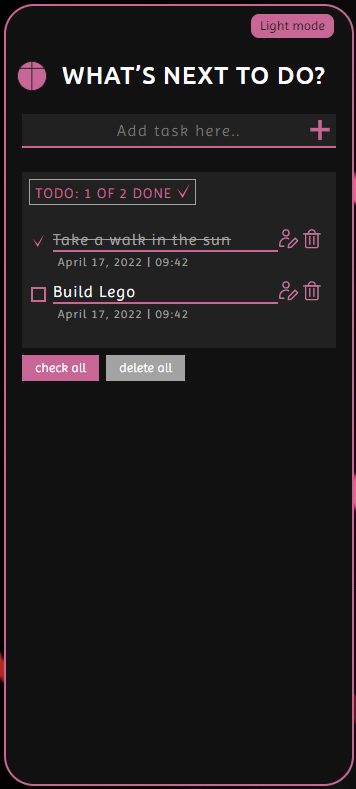 Light mode
WHAT'S NEXT TO DO?
Add task here..
TODO: 1 OF 2 DONE ✓
Take a walk in the sun
April 17, 2022 | 09:42
Build Lego
April 17, 2022 | 09:42
check all
delete all